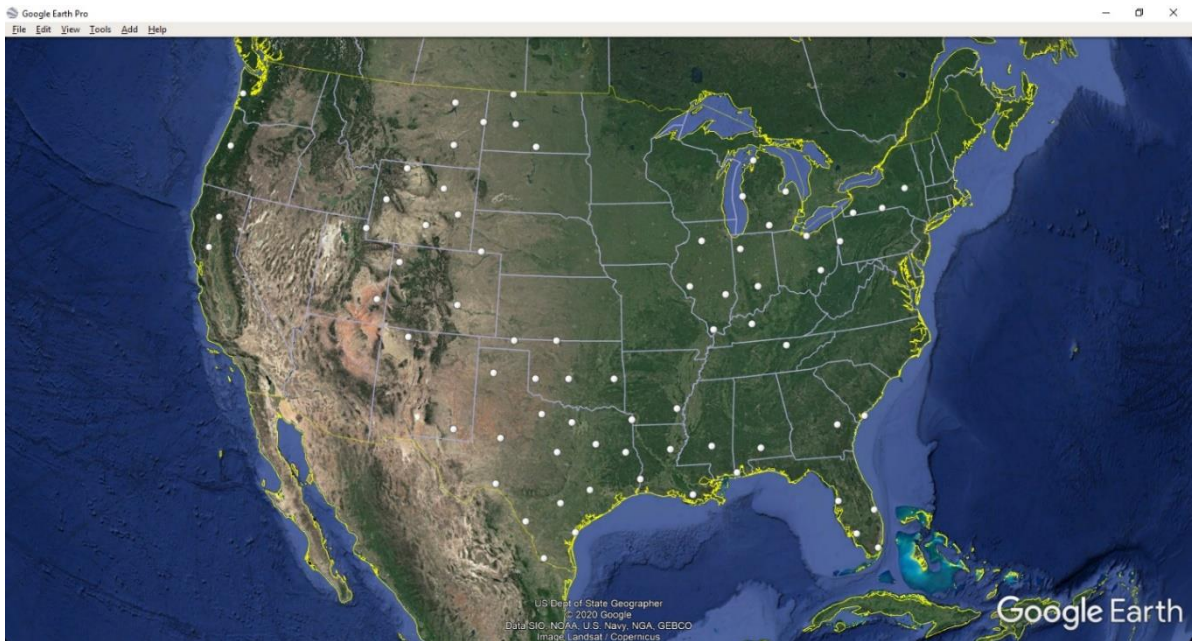 Google Earth Pro
File Edit View Tools Add Help
US Dept of State Geographer
© 2020 Google
Data SIO, NOAA, U.S. Navy, NGA, GEBCO
Image Landsat / Copernicus
Google Earth